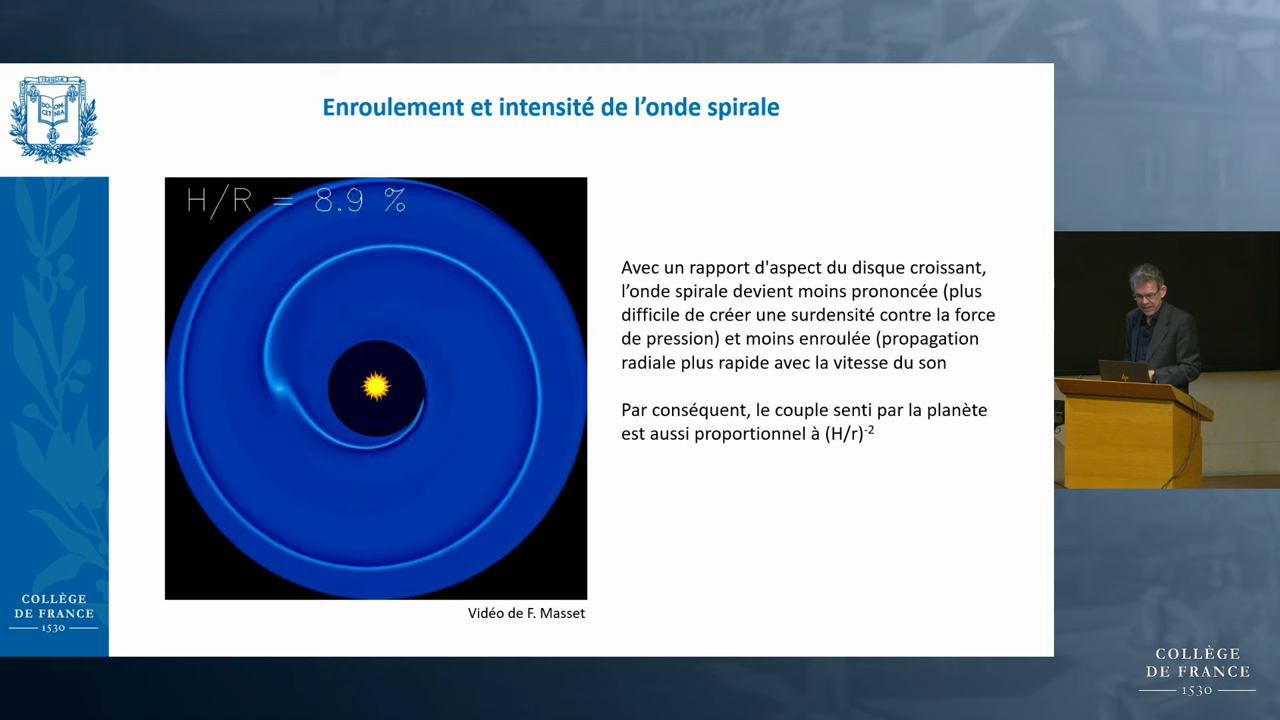 Enroulement et intensité de l’onde spirale
H/R = 8.9 %
Avec un rapport d'aspect du disque croissant,
l’onde spirale devient moins prononcée (plus
difficile de créer une surdensité contre la force
de pression) et moins enroulée (propagation
radiale plus rapide avec la vitesse du son
Par conséquent, le couple senti par la planète
est aussi proportionnel à (H/r)-2
Vidéo de F. Masset
COLLÈGE
DE FRANCE
1530
COLLÈGE
DE FRANCE
1530